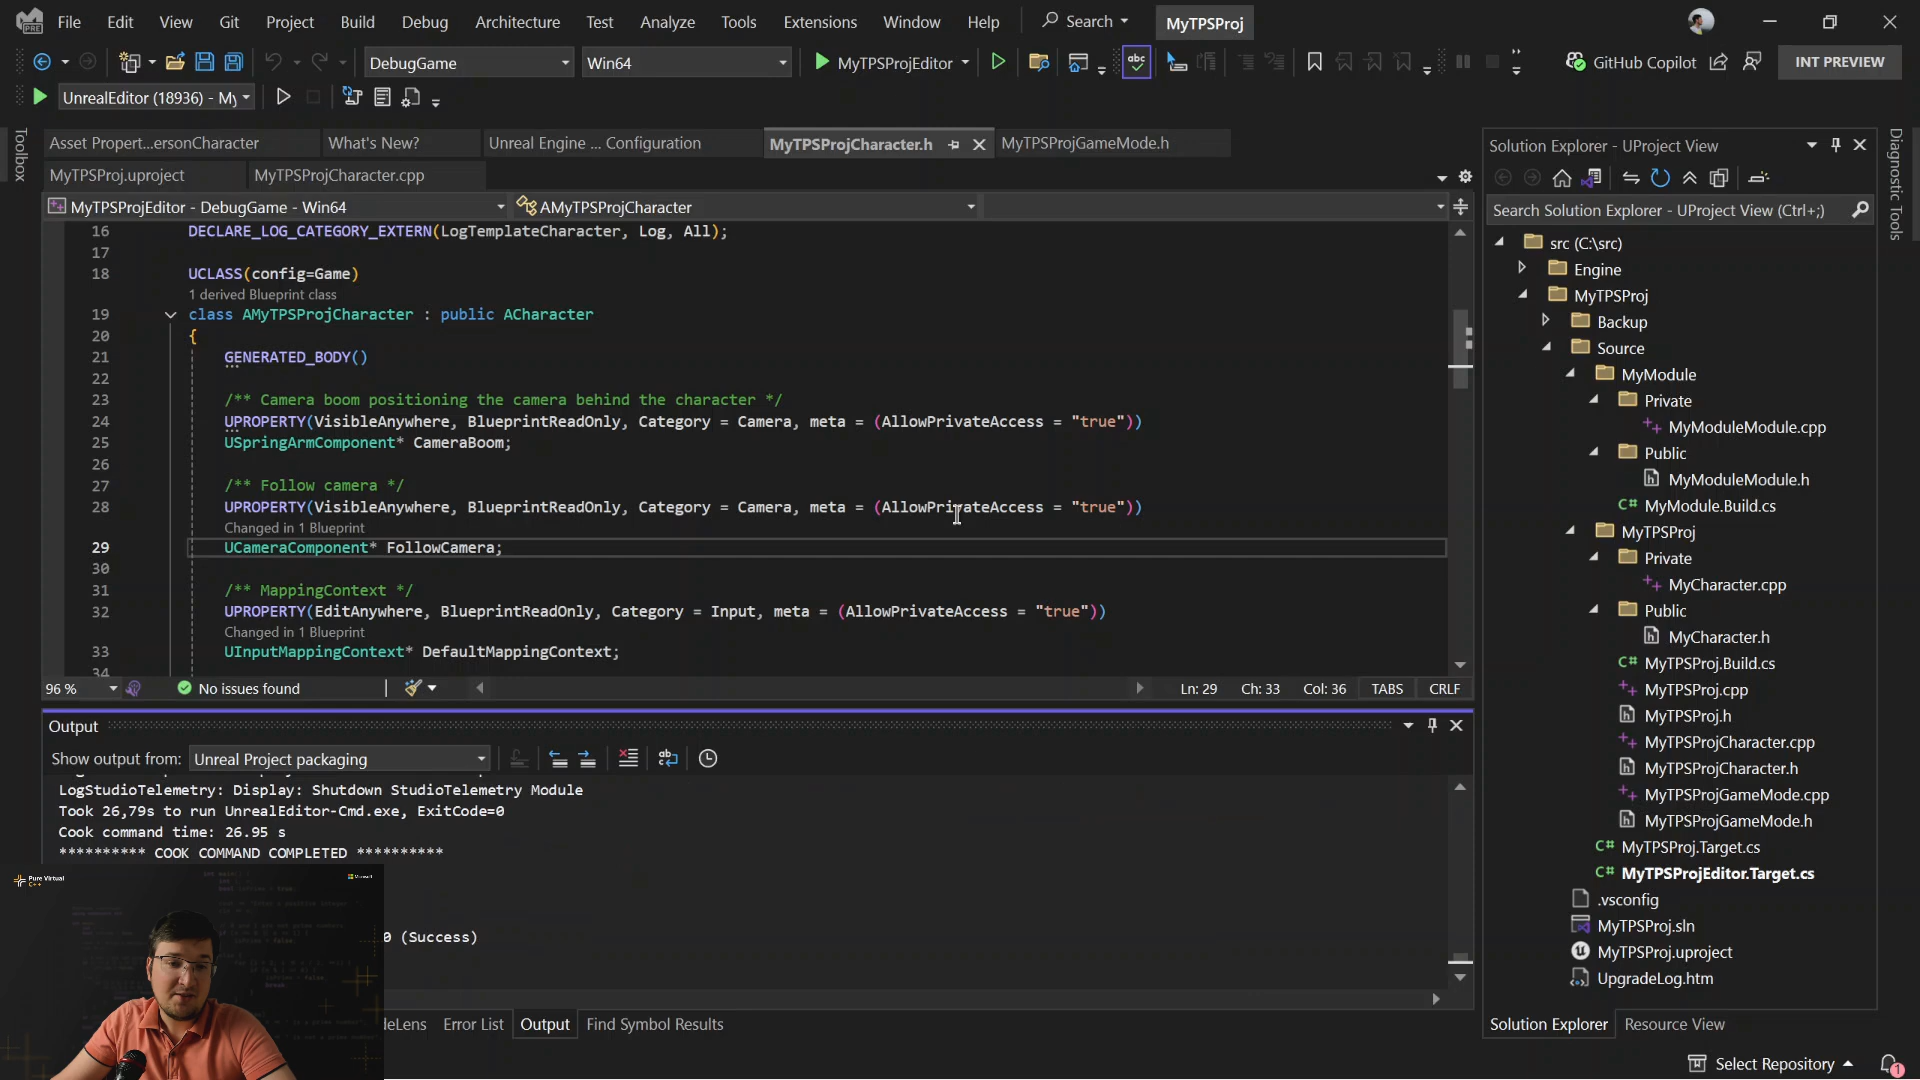 File Edit View Git Project Build Debug Architecture Test Analyze Tools Extensions Window Help Search MyTPSProj
DebugGame Win64 MyTPSProjEditor GitHub Copilot INT PREVIEW
UnrealEditor (18936) - My
Toolbox
Asset Propert...ersonCharacter What's New? Unreal Engine ... Configuration MyTPSProjCharacter.h MyTPSProjGameMode.h
MyTPSProj.uproject MyTPSProjCharacter.cpp
MyTPSProjEditor - DebugGame - Win64 AMyTPSProjCharacter
16 DECLARE_LOG_CATEGORY_EXTERN(LogTemplateCharacter, Log, All);
17
18 UCLASS(config=Game)
1 derived Blueprint class
19 class AMyTPSProjCharacter : public ACharacter
20 {
21 GENERATED_BODY()
22
23 /** Camera boom positioning the camera behind the character */
24 UPROPERTY(VisibleAnywhere, BlueprintReadOnly, Category = Camera, meta = (AllowPrivateAccess = "true"))
25 USpringArmComponent* CameraBoom;
26
27 /** Follow camera */
28 UPROPERTY(VisibleAnywhere, BlueprintReadOnly, Category = Camera, meta = (AllowPrivateAccess = "true"))
Changed in 1 Blueprint
29 UCameraComponent* FollowCamera;
30
31 /** MappingContext */
32 UPROPERTY(EditAnywhere, BlueprintReadOnly, Category = Input, meta = (AllowPrivateAccess = "true"))
Changed in 1 Blueprint
33 UInputMappingContext* DefaultMappingContext;
34
96 % No issues found Ln: 29 Ch: 33 Col: 36 TABS CRLF
Output
Show output from: Unreal Project packaging
LogStudioTelemetry: Display: Shutdown StudioTelemetry Module
Took 26,79s to run UnrealEditor-Cmd.exe, ExitCode=0
Cook command time: 26.95 s
********** COOK COMMAND COMPLETED **********
0 (Success)
Pure Virtual
C++
Microsoft
deLens Error List Output Find Symbol Results
Solution Explorer - UProject View
Search Solution Explorer - UProject View (Ctrl+;)
src (C:\src)
Engine
MyTPSProj
Backup
Source
MyModule
Private
MyModuleModule.cpp
Public
MyModuleModule.h
MyModule.Build.cs
MyTPSProj
Private
MyCharacter.cpp
Public
MyCharacter.h
MyTPSProj.Build.cs
MyTPSProj.cpp
MyTPSProj.h
MyTPSProjCharacter.cpp
MyTPSProjCharacter.h
MyTPSProjGameMode.cpp
MyTPSProjGameMode.h
MyTPSProj.Target.cs
MyTPSProjEditor.Target.cs
.vsconfig
MyTPSProj.sln
MyTPSProj.uproject
UpgradeLog.htm
Solution Explorer Resource View
Diagnostic Tools
Select Repository 1